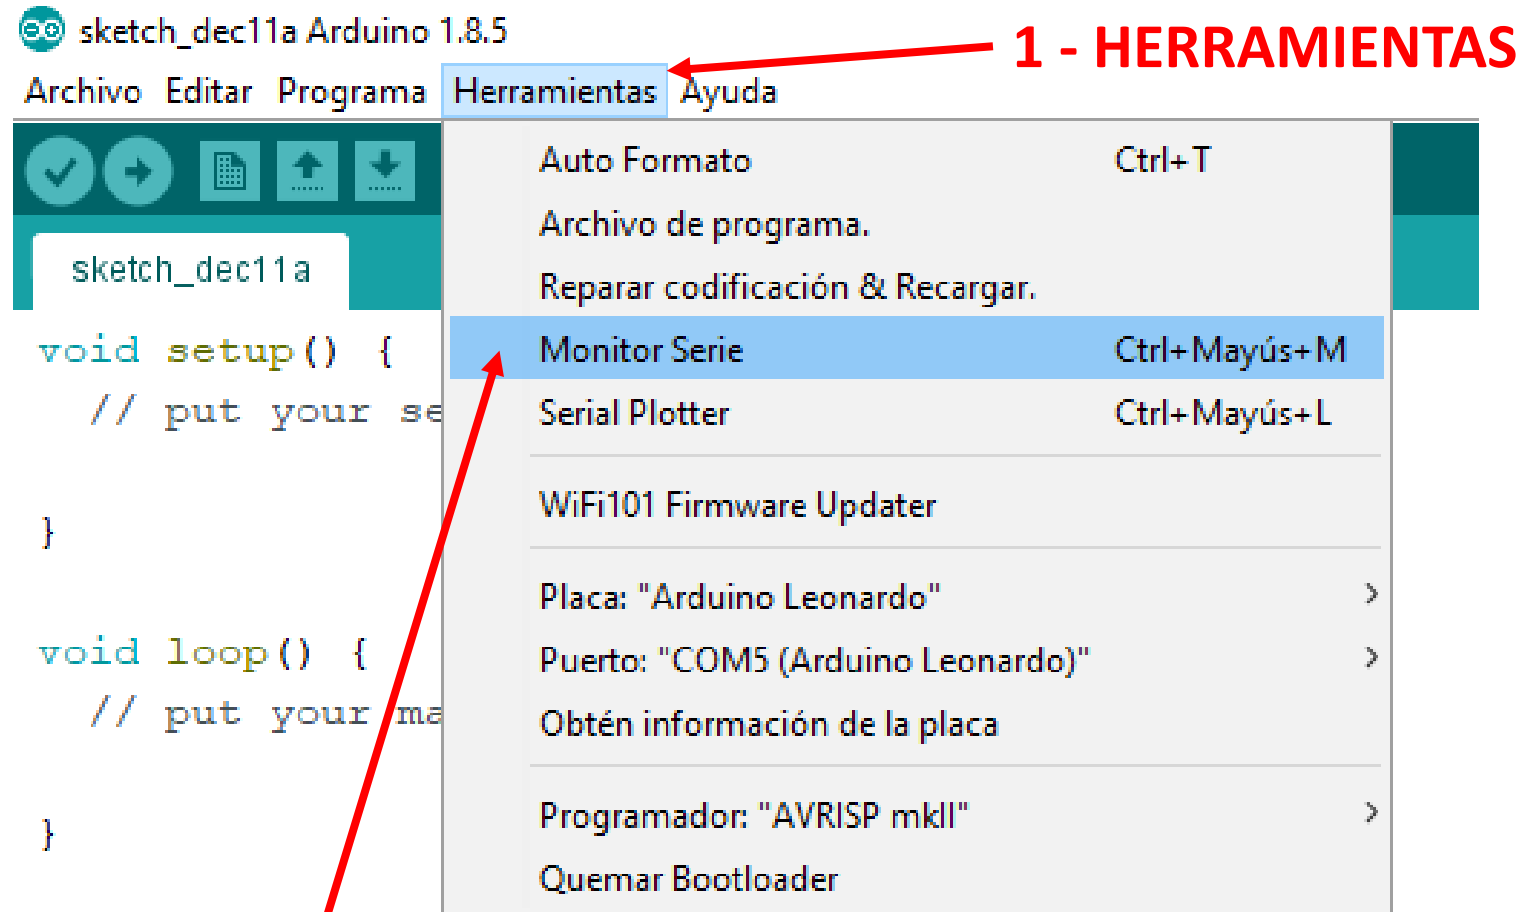 sketch_dec11a Arduino 1.8.5
1 - HERRAMIENTAS
Archivo Editar Programa Herramientas Ayuda
Auto Formato Ctrl+T
Archivo de programa.
sketch_dec11a
Reparar codificación & Recargar.
void setup() {
Monitor Serie Ctrl+Mayús+M
// put your se
Serial Plotter Ctrl+Mayús+L
WiFi101 Firmware Updater
}
Placa: "Arduino Leonardo"
void loop() {
Puerto: "COM5 (Arduino Leonardo)"
// put your ma
Obtén información de la placa
Programador: "AVRISP mkII"
}
Quemar Bootloader